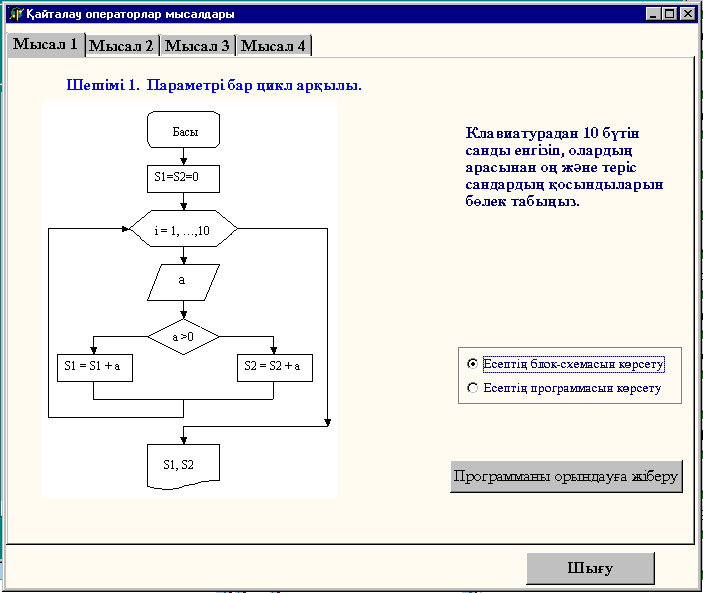 Қайталау операторлар мысалдары
Мысал 1
Мысал 2
Мысал 3
Мысал 4
Шешімі 1. Параметрі бар цикл арқылы.
Басы
S1=S2=0
i = 1, ...,10
a
a >0
S1 = S1 + a
S2 = S2 + a
S1, S2
Клавиатурадан 10 бүтін
санды енгізіп, олардың
арасынан оң және теріс
сандардың қосындыларын
бөлек табыңыз.
Есептің блок-схемасын көрсету
Есептің программасын көрсету
Программаны орындауға жіберу
Шығу